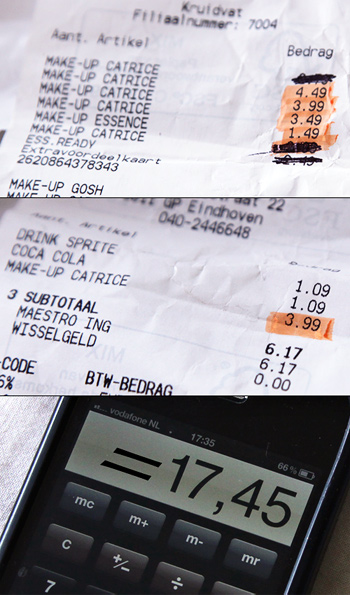 Kruidvat
Filiaalnummer: 7004
Aant. Artikel Bedrag
MAKE-UP CATRICE
MAKE-UP CATRICE 4.49
MAKE-UP CATRICE 3.99
MAKE-UP CATRICE 3.49
MAKE-UP ESSENCE 1.49
MAKE-UP CATRICE
ESS.READY
Extravoordeelkaart
2620864378343
MAKE-UP GOSH
22
GP Eindhoven
040-2446648
Artikel
DRINK SPRITE 1.09
COCA COLA 1.09
MAKE-UP CATRICE 3.99
3 SUBTOTAAL 6.17
MAESTRO ING 6.17
WISSELGELD 0.00
-CODE BTW-BEDRAG
6%
vodafone NL 17:35 66%
=17,45
mc m+ m- mr
C +/- ÷
7